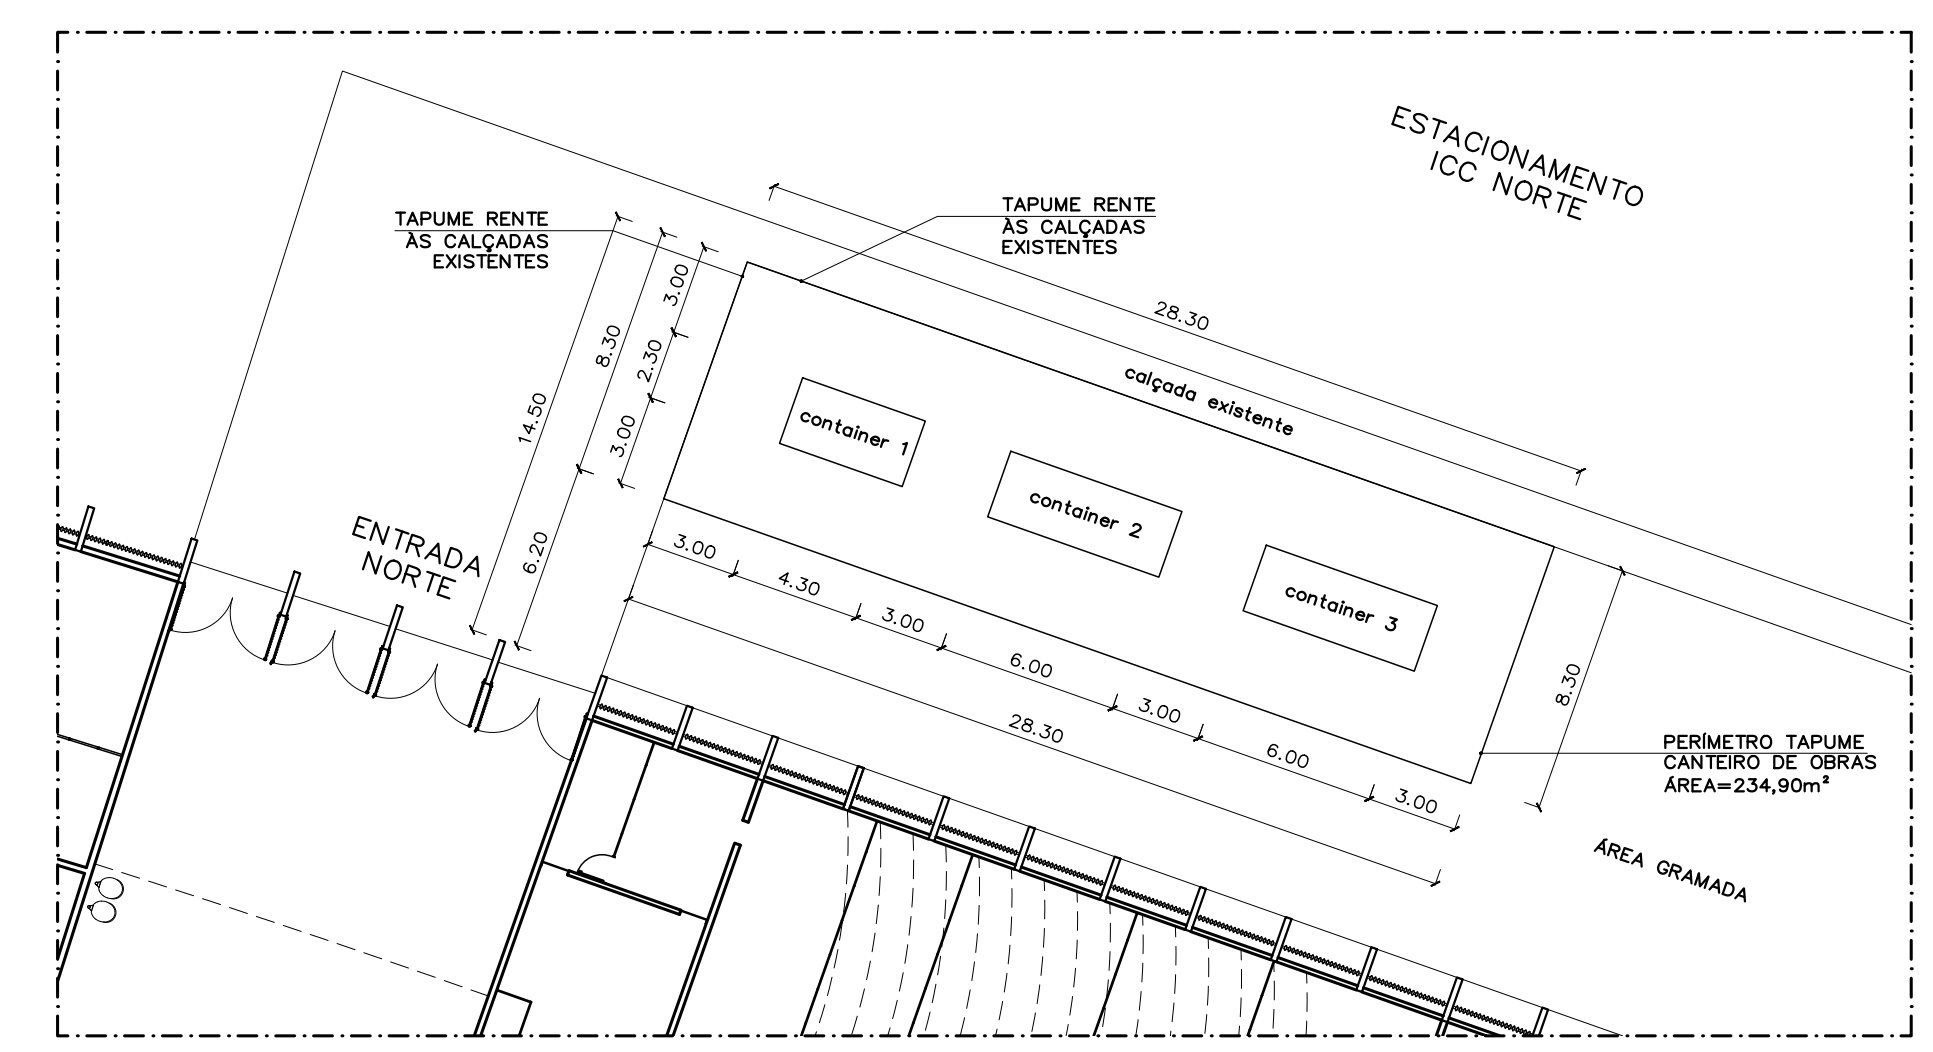 ESTACIONAMENTO
ICC NORTE
TAPUME RENTE
ÀS CALÇADAS
EXISTENTES
TAPUME RENTE
ÀS CALÇADAS
EXISTENTES
28.30
3.00
8.30
2.30
14.50
3.00
6.20
calçada existente
container 1
container 2
container 3
ENTRADA
NORTE
3.00
4.30
3.00
6.00
3.00
6.00
3.00
28.30
8.30
PERÍMETRO TAPUME
CANTEIRO DE OBRAS
ÁREA=234,90m²
ÁREA GRAMADA